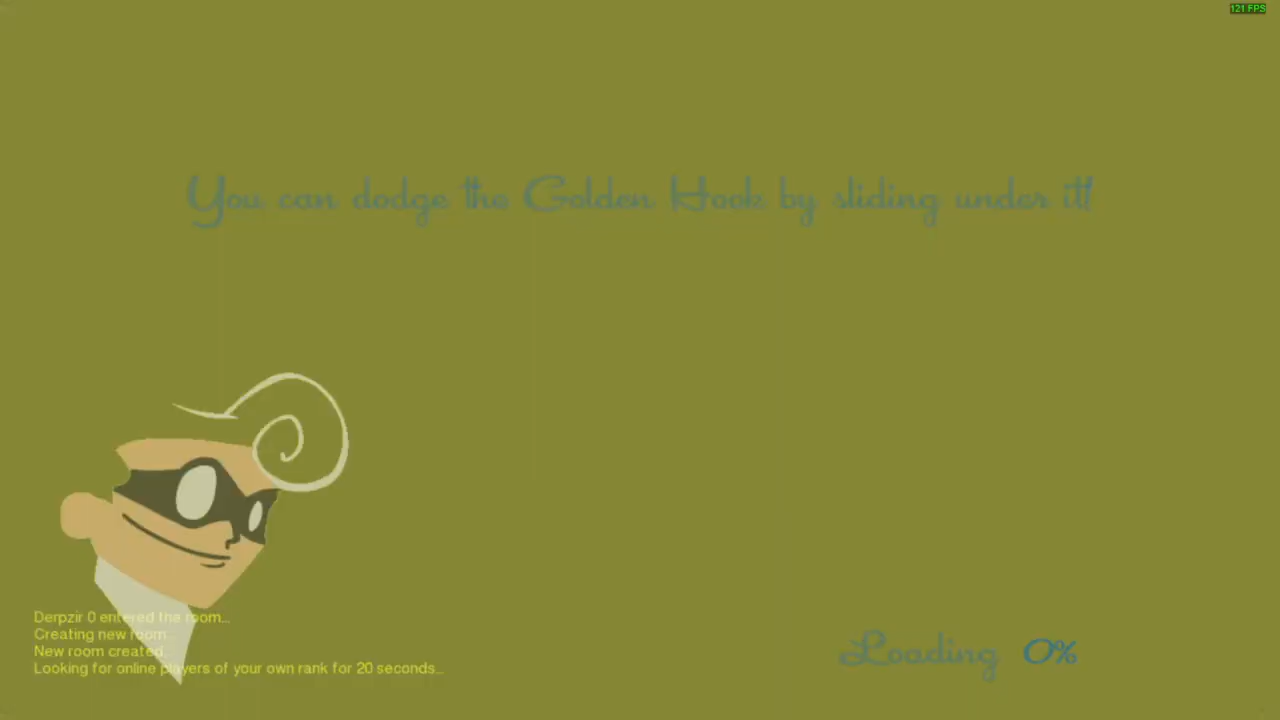 121 FPS
You can dodge the Golden Hook by sliding under it!
Derpzir 0 entered the room...
Creating new room...
New room created.
Looking for online players of your own rank for 20 seconds...
Loading 0%